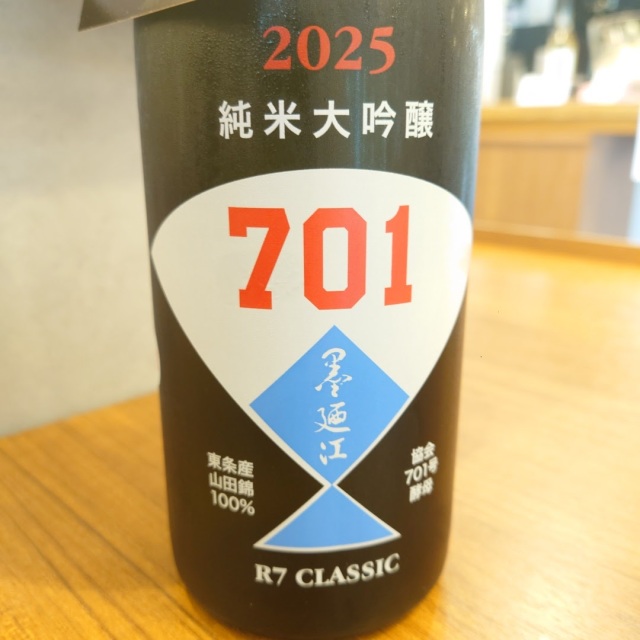 2025
純米大吟醸
701
墨廼江
東条産
山田錦
100%
協会
701号
酵母
R7 CLASSIC